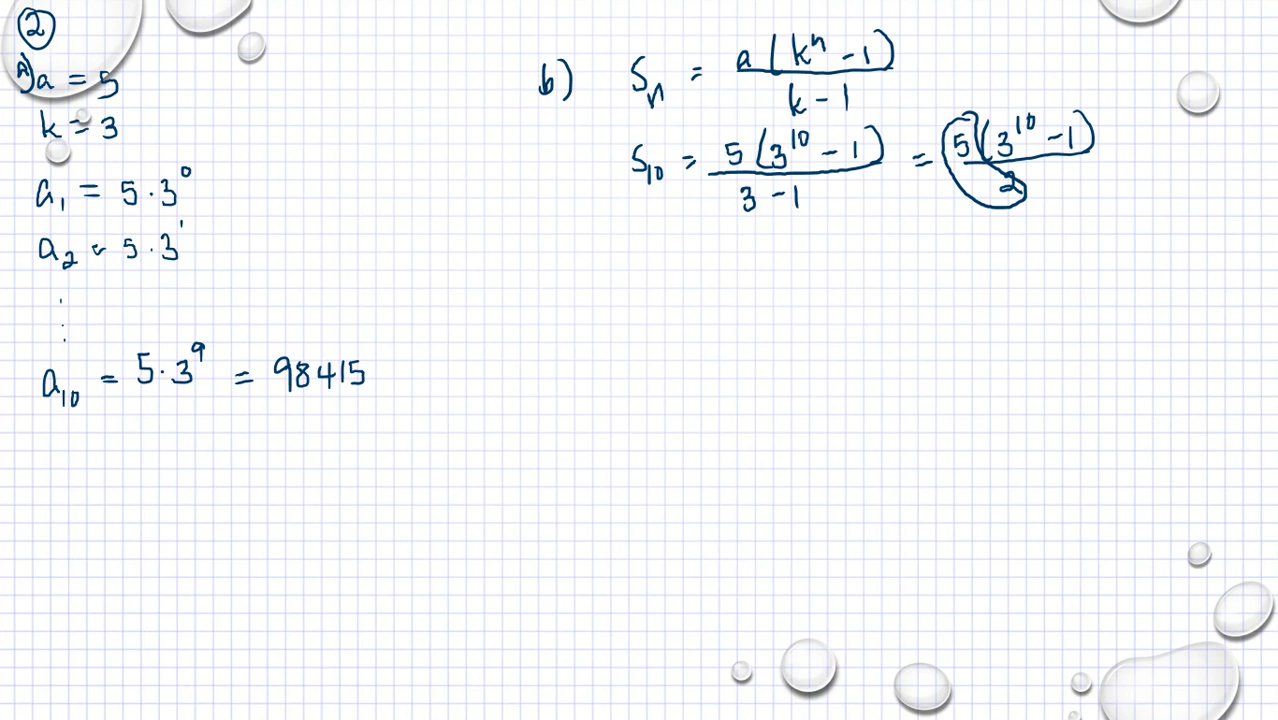 ②
A) a = 5
k = 3
a₁ = 5 · 3⁰
a₂ = 5 · 3¹
⋮
a₁₀ = 5 · 3⁹ = 98415
b) Sₙ = a(kⁿ - 1) / k - 1
S₁₀ = 5(3¹⁰ - 1) / 3 - 1 = 5(3¹⁰ - 1) / 2